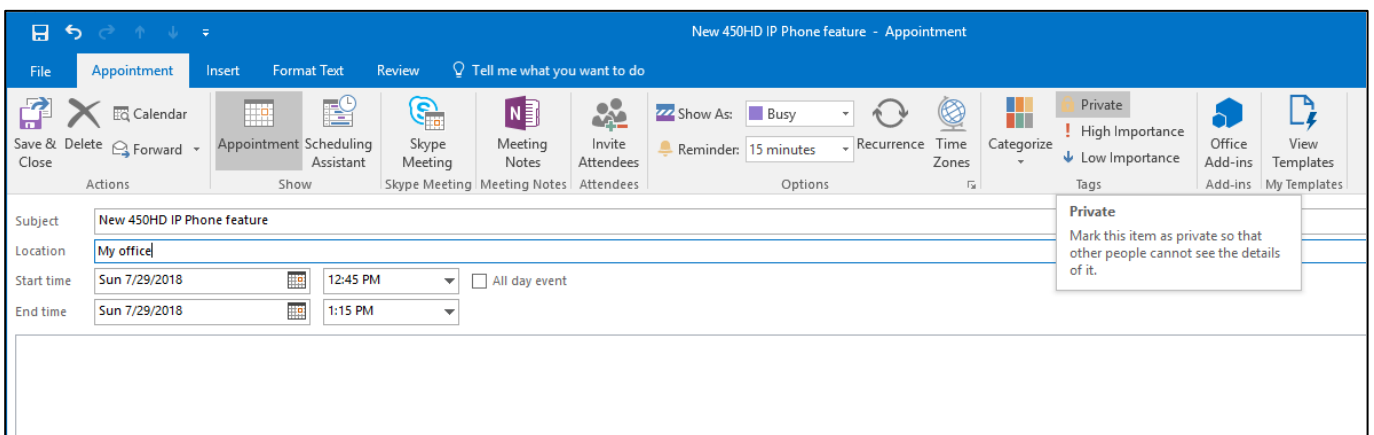 New 450HD IP Phone feature - Appointment
File Appointment Insert Format Text Review Tell me what you want to do
Save & Close
Delete
Calendar
Forward
Actions
Appointment
Scheduling Assistant
Show
Skype Meeting
Skype Meeting
Meeting Notes
Meeting Notes
Invite Attendees
Attendees
Show As: Busy
Reminder: 15 minutes
Recurrence
Time Zones
Options
Categorize
Private
High Importance
Low Importance
Tags
Office Add-ins
Add-ins
View Templates
My Templates
Subject New 450HD IP Phone feature
Location My office
Start time Sun 7/29/2018 12:45 PM All day event
End time Sun 7/29/2018 1:15 PM
Private
Mark this item as private so that
other people cannot see the details
of it.